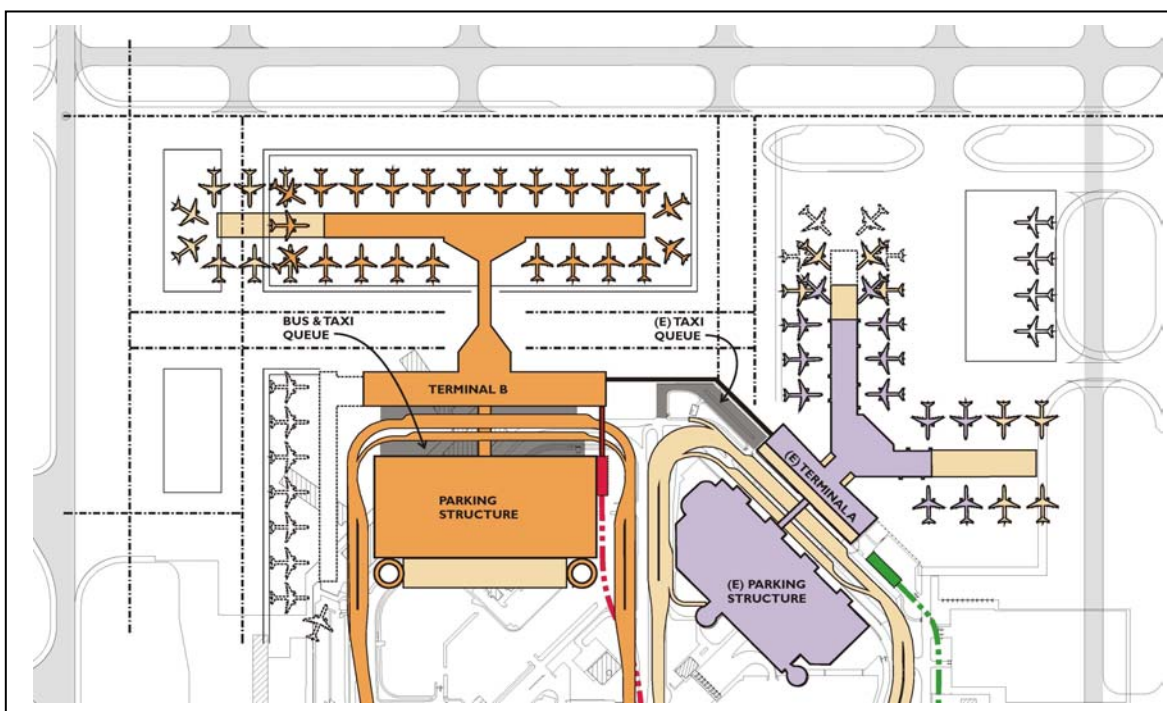 BUS & TAXI
QUEUE
(E) TAXI
QUEUE
TERMINAL B
(E) TERMINAL A
PARKING
STRUCTURE
(E) PARKING
STRUCTURE